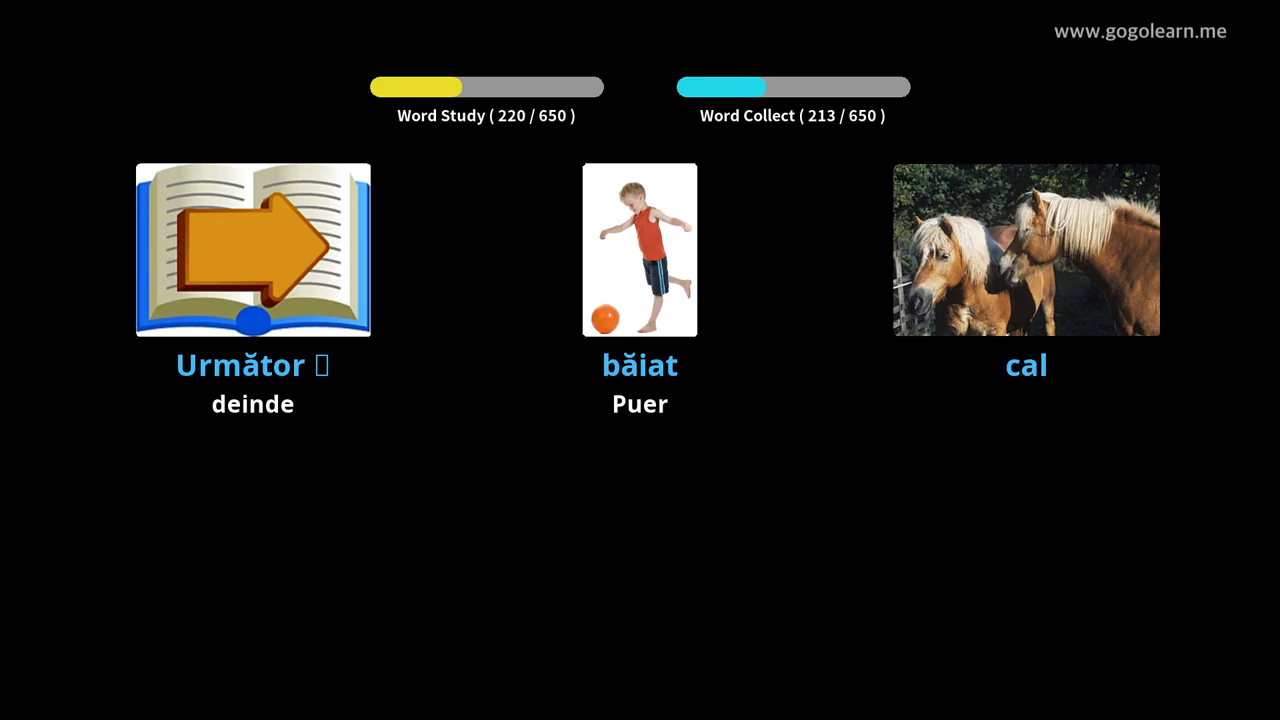 www.gogolearn.me
Word Study ( 220 / 650 )
Word Collect ( 213 / 650 )
Următor
băiat
cal
deinde
Puer